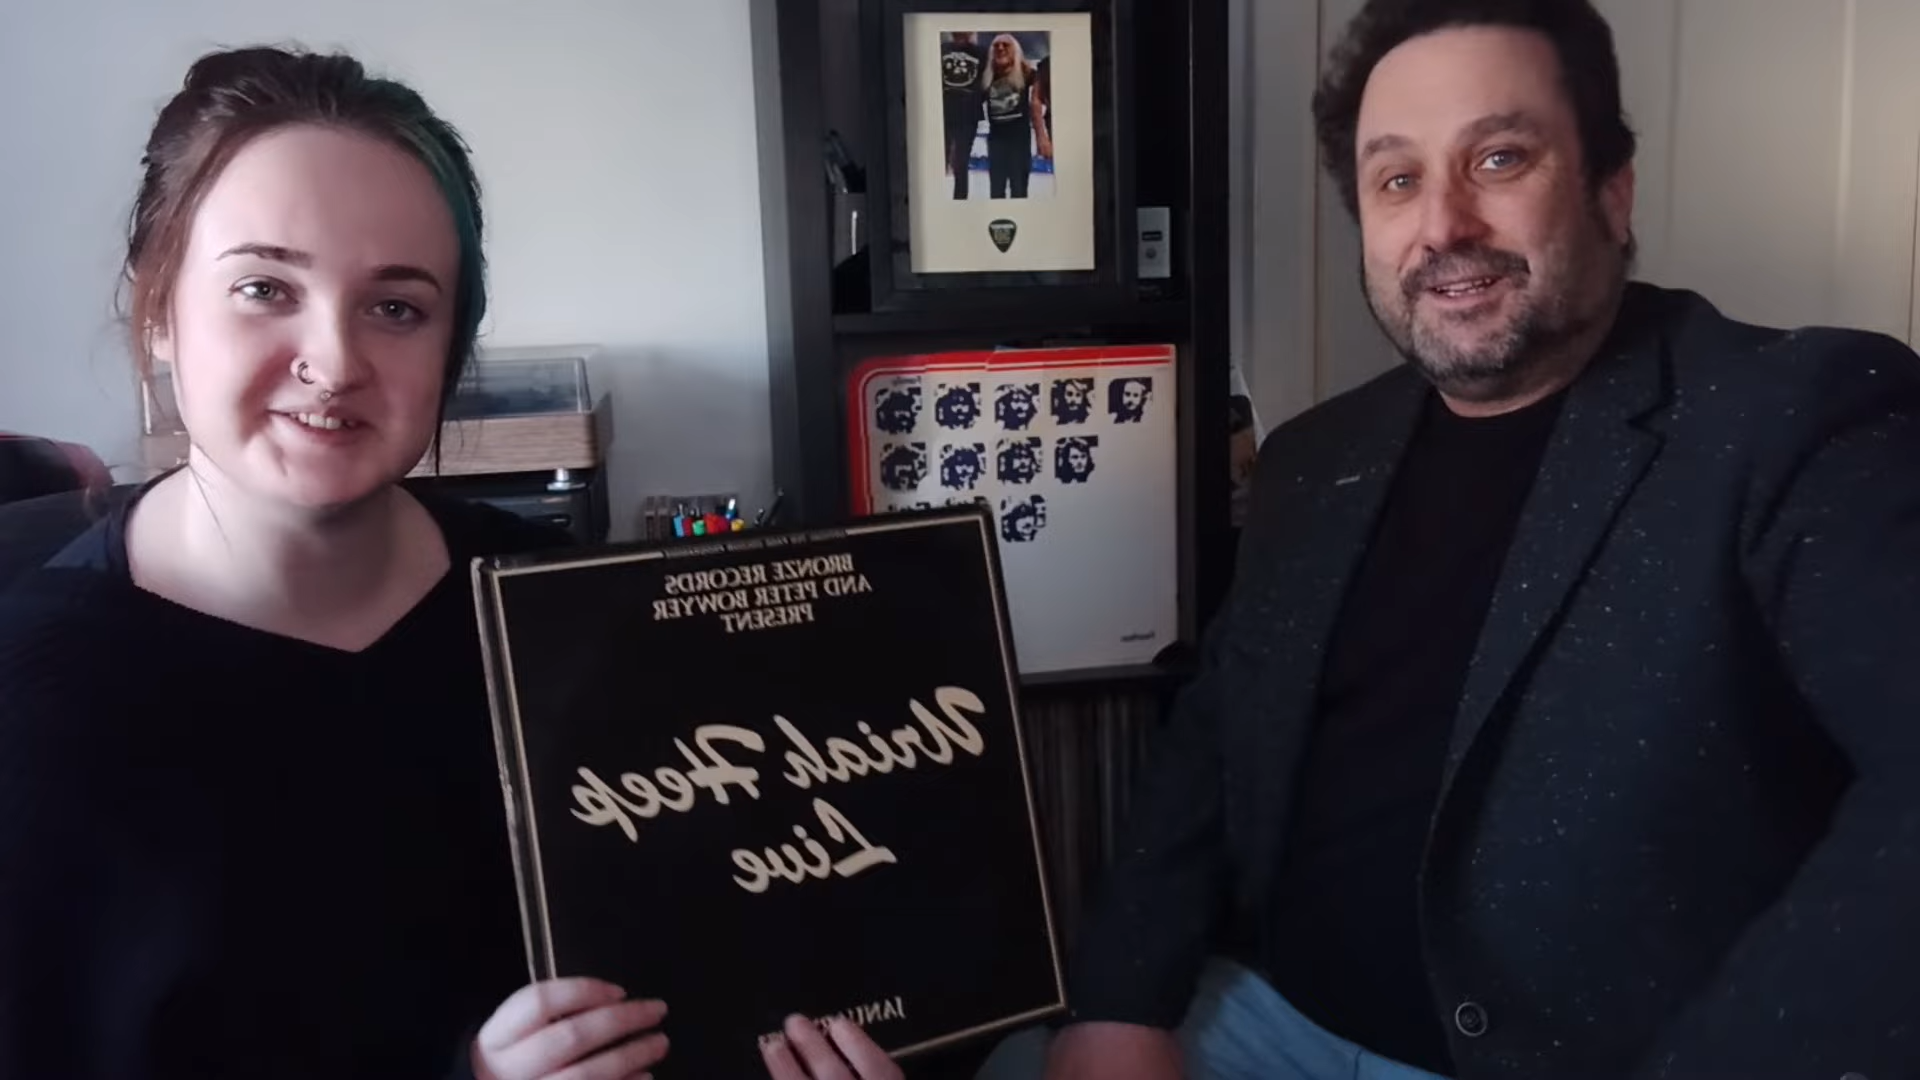 BRONZE RECORDS
AND PETER BOWYER
PRESENT
Uriah Heep
Live